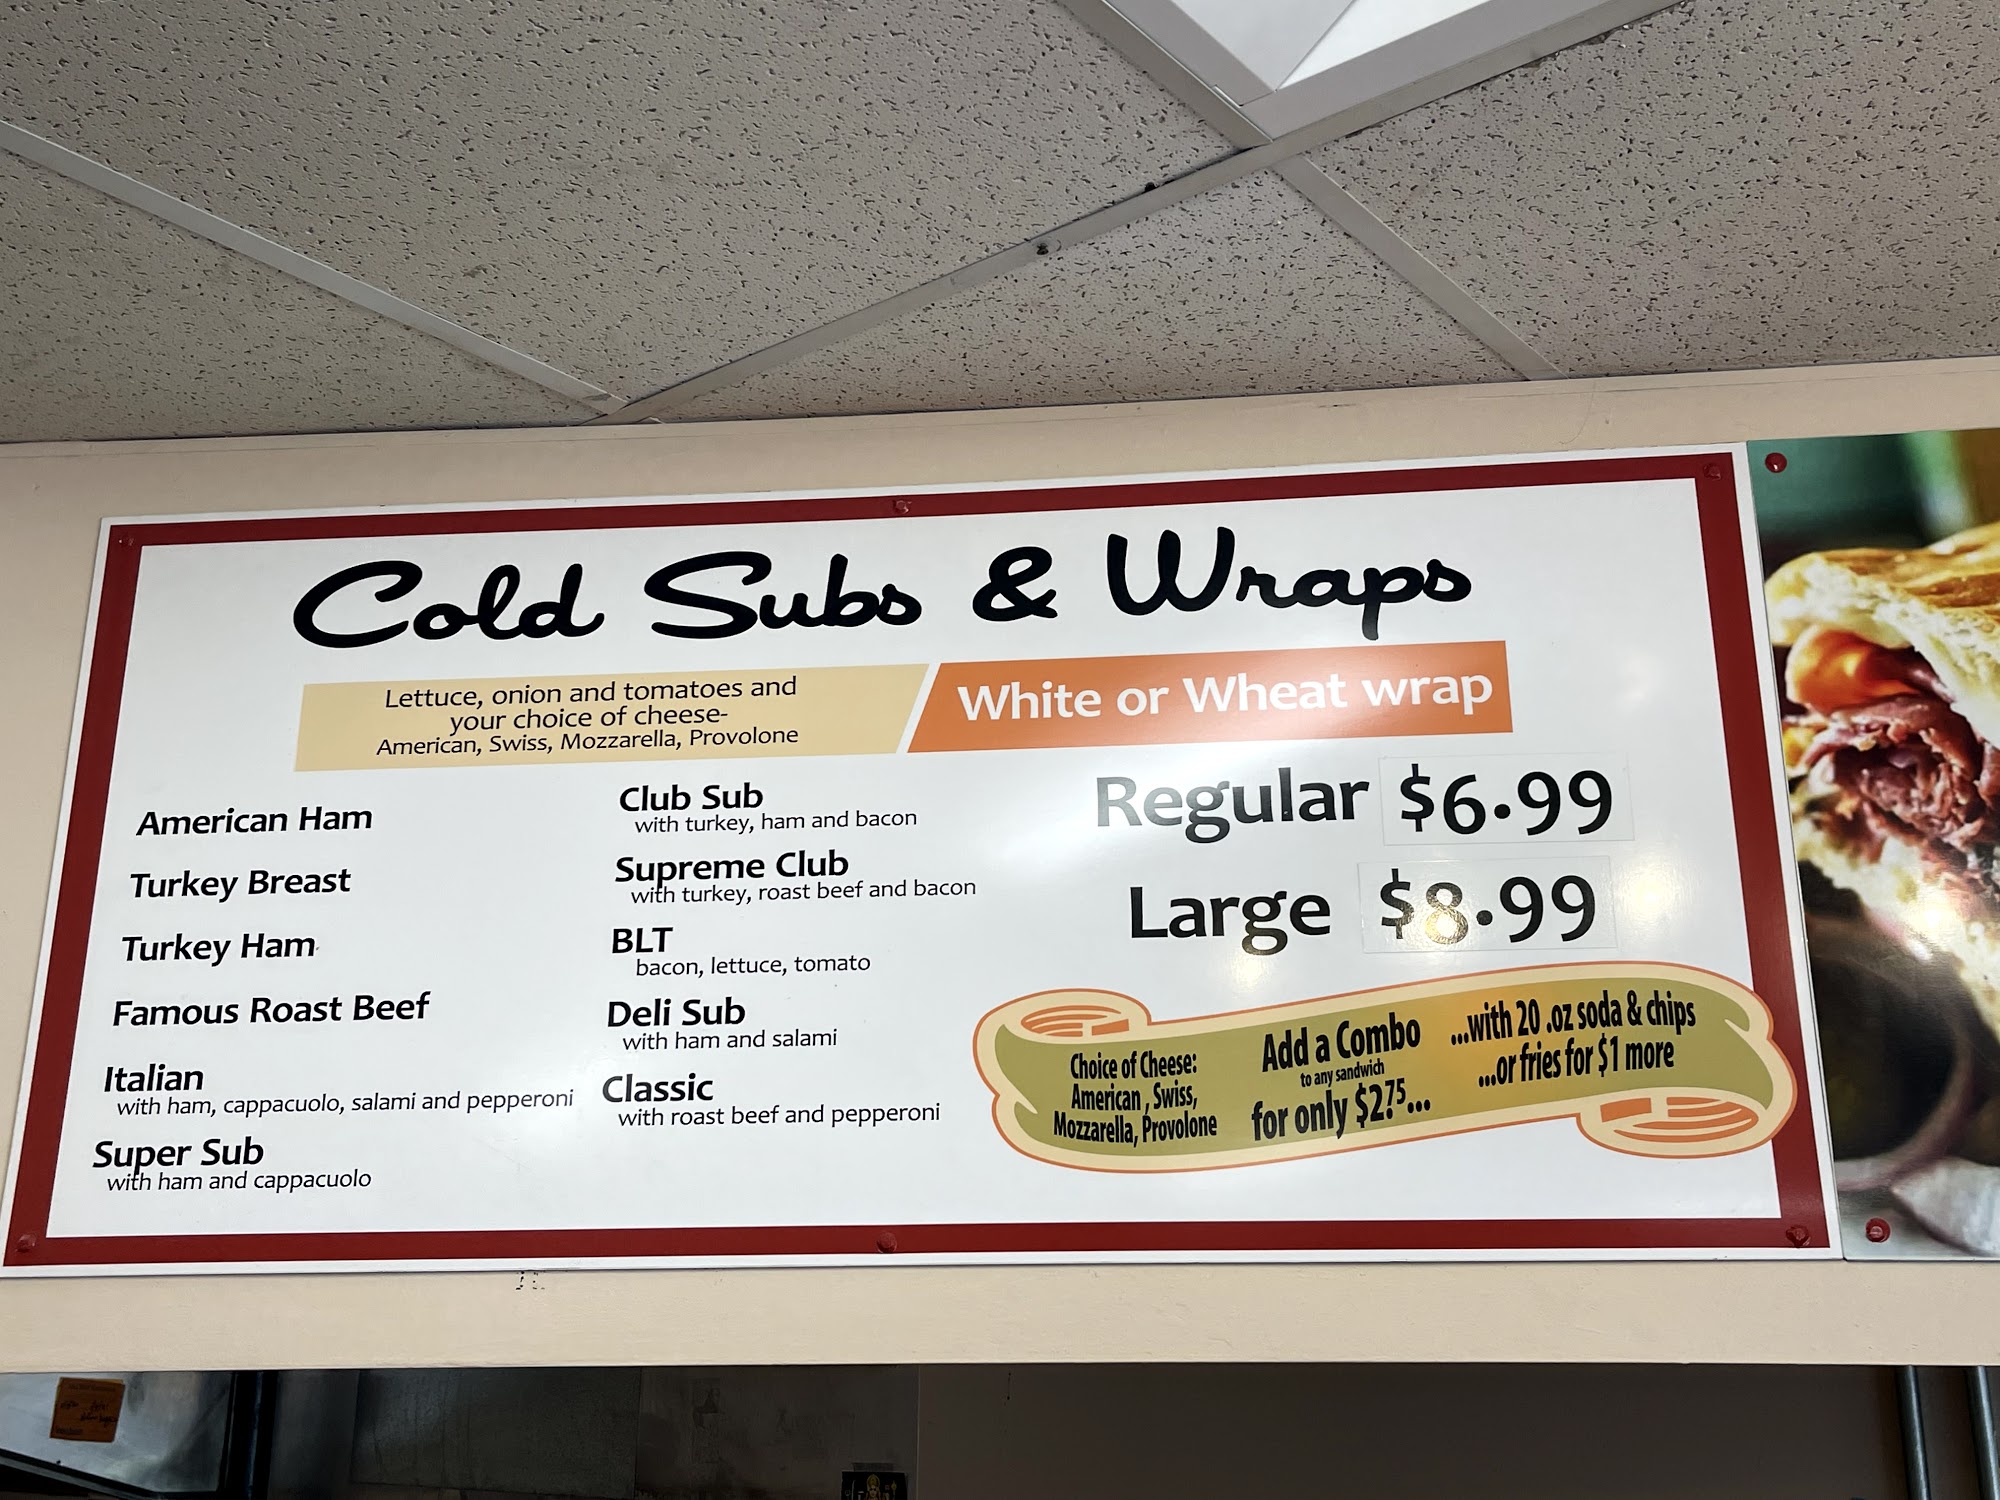 Cold Subs & Wraps
Lettuce, onion and tomatoes and
your choice of cheese-
American, Swiss, Mozzarella, Provolone
White or Wheat wrap
American Ham
Turkey Breast
Turkey Ham
Famous Roast Beef
Italian
with ham, cappacuolo, salami and pepperoni
Super Sub
with ham and cappacuolo
Club Sub
with turkey, ham and bacon
Supreme Club
with turkey, roast beef and bacon
BLT
bacon, lettuce, tomato
Deli Sub
with ham and salami
Classic
with roast beef and pepperoni
Regular $6.99
Large $8.99
Choice of Cheese:
American , Swiss,
Mozzarella, Provolone
Add a Combo
to any sandwich
for only $2.75...
...with 20 .oz soda & chips
...or fries for $1 more